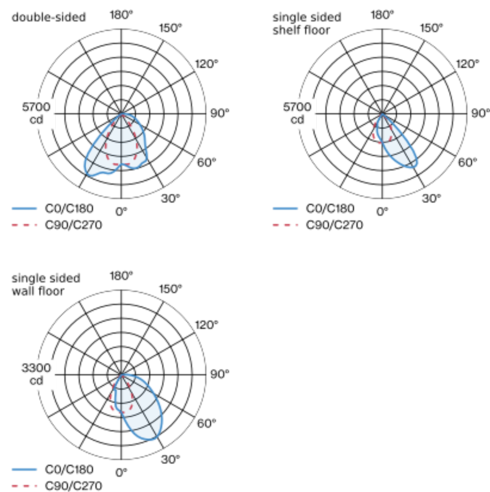 double-sided
180°
150°
120°
90°
60°
30°
0°
5700
cd
C0/C180
C90/C270
single sided
shelf floor
180°
150°
120°
90°
60°
30°
0°
5700
cd
C0/C180
C90/C270
single sided
wall floor
180°
150°
120°
90°
60°
30°
0°
3300
cd
C0/C180
C90/C270